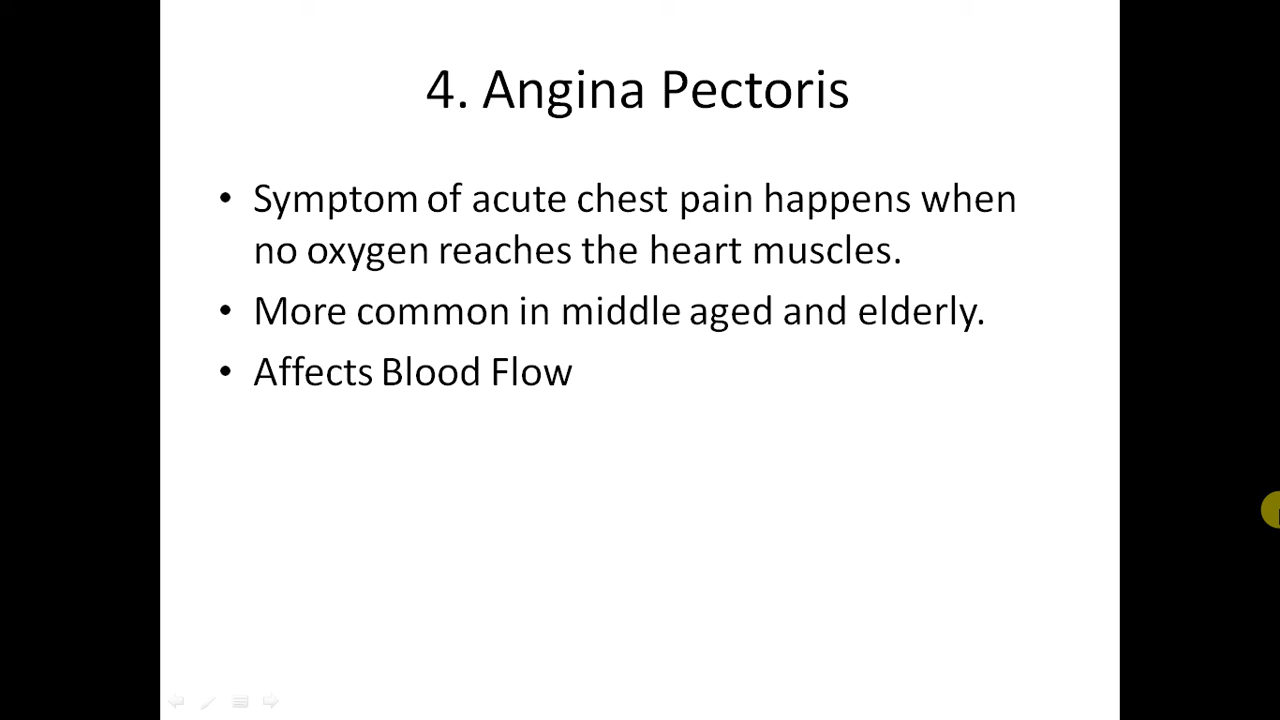 4. Angina Pectoris
• Symptom of acute chest pain happens when
no oxygen reaches the heart muscles.
• More common in middle aged and elderly.
• Affects Blood Flow